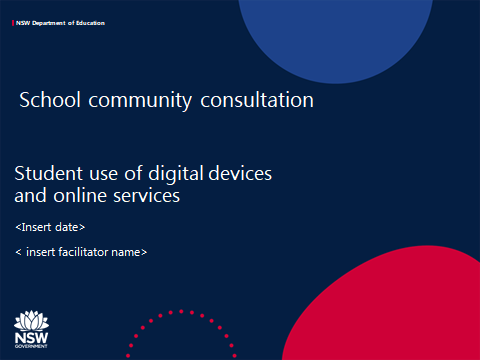 NSW Department of Education
School community consultation
Student use of digital devices
and online services
<Insert date>
< insert facilitator name>
NSW
GOVERNMENT